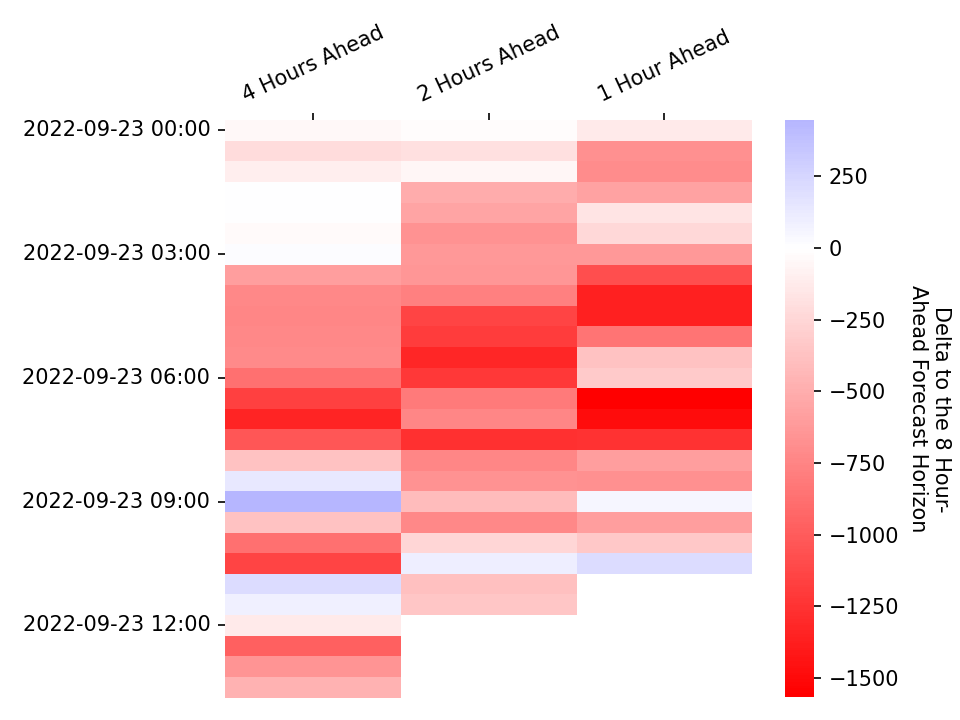 4 Hours Ahead
2 Hours Ahead
1 Hour Ahead
2022-09-23 00:00
2022-09-23 03:00
2022-09-23 06:00
2022-09-23 09:00
2022-09-23 12:00
250
0
−250
−500
−750
−1000
−1250
−1500
Delta to the 8 Hour-
Ahead Forecast Horizon